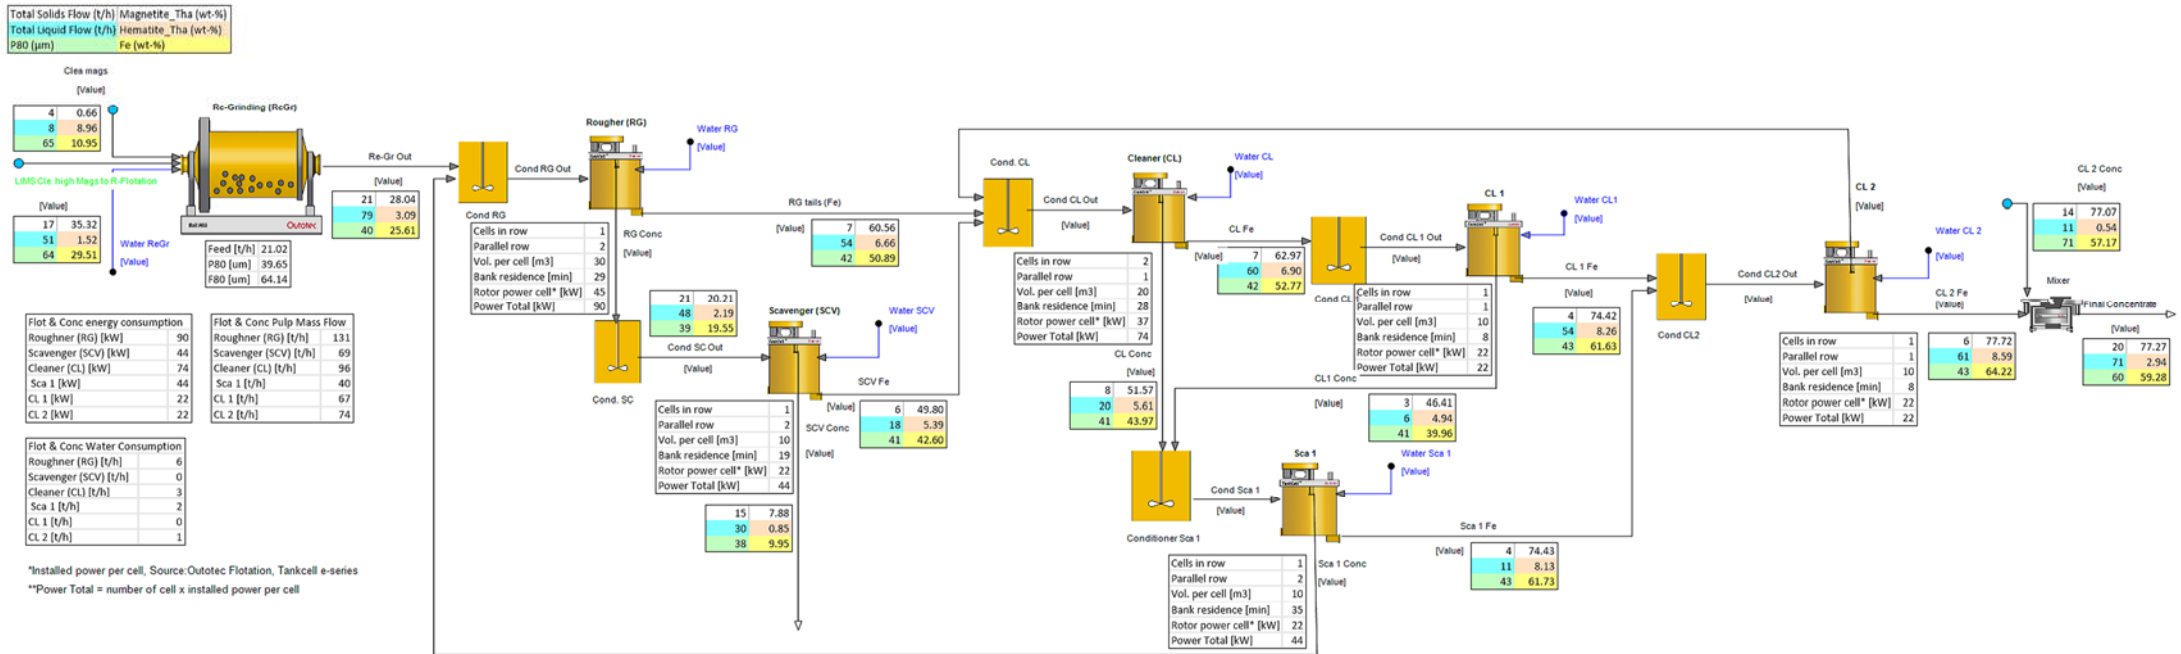 Total Solids Flow (t/h) Magnetite_Tha (wt-%)
Total Liquid Flow (t/h) Hematite_Tha (wt-%)
P80 (µm) Fe (wt-%)
Clea mags
[Value]
4 0.66
8 8.96
65 10.95
LIMS Cle. high Mags to R-Flotation
[Value]
17 35.32
51 1.52
64 29.51
Water ReGr
[Value]
Re-Grinding (ReGr)
Outotec
Feed [t/h] 21.02
P80 [um] 39.65
F80 [um] 64.14
Re-Gr Out
[Value]
21 28.04
79 3.09
40 25.61
Flot & Conc energy consumption
Roughner (RG) [kW] 90
Scavenger (SCV) [kW] 44
Cleaner (CL) [kW] 74
Sca 1 [kW] 44
CL 1 [kW] 22
CL 2 [kW] 22
Flot & Conc Pulp Mass Flow
Roughner (RG) [t/h] 131
Scavenger (SCV) [t/h] 69
Cleaner (CL) [t/h] 96
Sca 1 [t/h] 40
CL 1 [t/h] 67
CL 2 [t/h] 74
Flot & Conc Water Consumption
Roughner (RG) [t/h] 6
Scavenger (SCV) [t/h] 0
Cleaner (CL) [t/h] 3
Sca 1 [t/h] 2
CL 1 [t/h] 0
CL 2 [t/h] 1
*Installed power per cell, Source:Outotec Flotation, Tankcell e-series
**Power Total = number of cell x installed power per cell
Cond RG
Cond RG Out
[Value]
Rougher (RG)
Water RG
[Value]
Cells in row 1
Parallel row 2
Vol. per cell [m3] 30
Bank residence [min] 29
Rotor power cell* [kW] 45
Power Total [kW] 90
RG Conc
[Value]
21 20.21
48 2.19
39 19.55
RG tails (Fe)
[Value]
7 60.56
54 6.66
42 50.89
Cond. SC
Cond SC Out
[Value]
Scavenger (SCV)
Water SCV
[Value]
Cells in row 1
Parallel row 2
Vol. per cell [m3] 10
Bank residence [min] 19
Rotor power cell* [kW] 22
Power Total [kW] 44
SCV Fe
[Value]
6 49.80
18 5.39
41 42.60
SCV Conc
[Value]
15 7.88
30 0.85
38 9.95
Cond. CL
Cond CL Out
[Value]
Cleaner (CL)
Water CL
[Value]
Cells in row 2
Parallel row 1
Vol. per cell [m3] 20
Bank residence [min] 28
Rotor power cell* [kW] 37
Power Total [kW] 74
CL Fe
[Value]
7 62.97
60 6.90
42 52.77
CL Conc
[Value]
8 51.57
20 5.61
41 43.97
Cond CL
Cond CL 1 Out
[Value]
CL 1
Water CL1
[Value]
Cells in row 1
Parallel row 1
Vol. per cell [m3] 10
Bank residence [min] 8
Rotor power cell* [kW] 22
Power Total [kW] 22
CL1 Conc
[Value]
3 46.41
6 4.94
41 39.96
CL 1 Fe
[Value]
4 74.42
54 8.26
43 61.63
Conditioner Sca 1
Cond Sca 1
[Value]
Sca 1
Water Sca 1
[Value]
Cells in row 1
Parallel row 2
Vol. per cell [m3] 10
Bank residence [min] 35
Rotor power cell* [kW] 22
Power Total [kW] 44
Sca 1 Conc
[Value]
Sca 1 Fe
[Value]
4 74.43
11 8.13
43 61.73
Cond CL2
Cond CL2 Out
[Value]
CL 2
Water CL 2
[Value]
Cells in row 1
Parallel row 1
Vol. per cell [m3] 10
Bank residence [min] 8
Rotor power cell* [kW] 22
Power Total [kW] 22
CL 2 Fe
[Value]
6 77.72
61 8.59
43 64.22
CL 2 Conc
[Value]
14 77.07
11 0.54
71 57.17
Mixer
Final Concentrate
[Value]
20 77.27
71 2.94
60 59.28